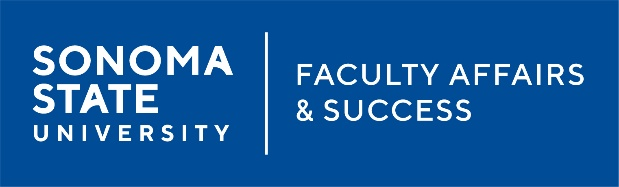 SONOMA
STATE
UNIVERSITY
FACULTY AFFAIRS
& SUCCESS